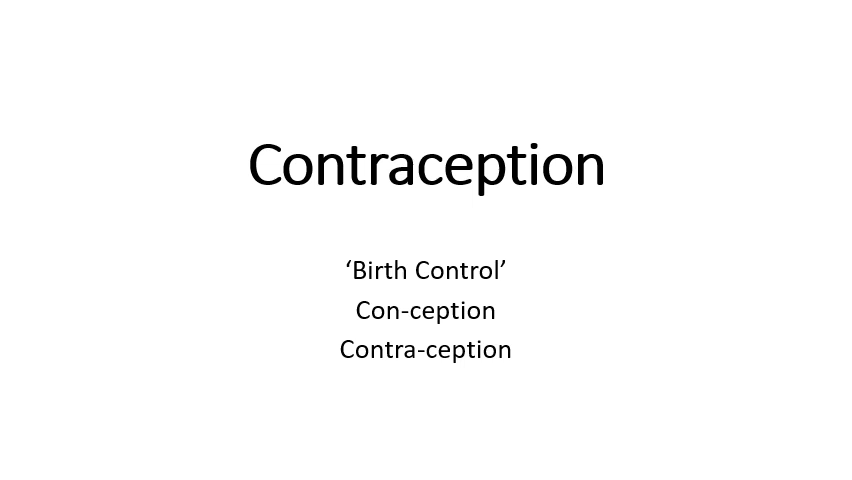 Contraception
‘Birth Control’
Con-ception
Contra-ception